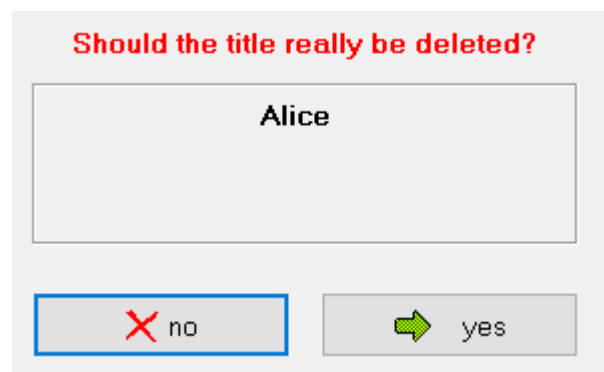 Should the title really be deleted?
Alice
no yes